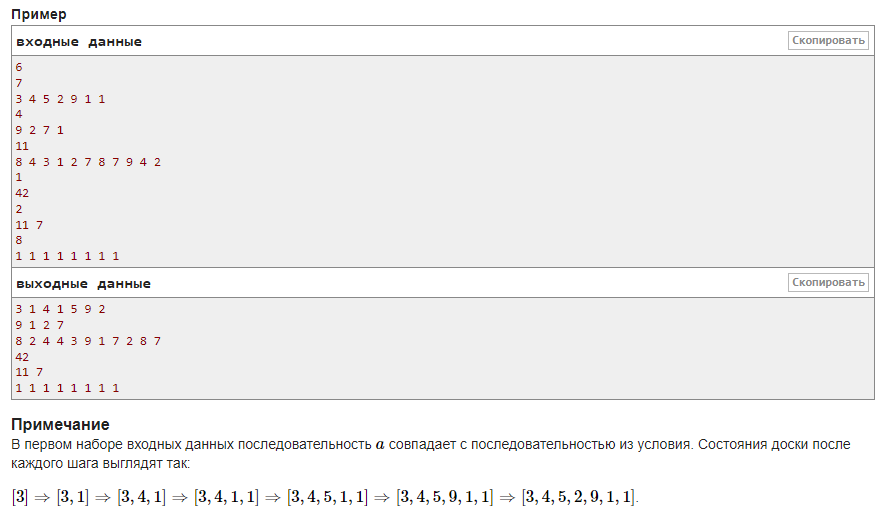 Пример
входные данные
Скопировать
6
7
3 4 5 2 9 1 1
4
9 2 7 1
11
8 4 3 1 2 7 8 7 9 4 2
1
42
2
11 7
8
1 1 1 1 1 1 1 1
выходные данные
Скопировать
3 1 4 1 5 9 2
9 1 2 7
8 2 4 4 3 9 1 7 2 8 7
42
11 7
1 1 1 1 1 1 1 1
Примечание
В первом наборе входных данных последовательность a совпадает с последовательностью из условия. Состояния доски после
каждого шага выглядят так:
[3] ⇒ [3, 1] ⇒ [3, 4, 1] ⇒ [3, 4, 1, 1] ⇒ [3, 4, 5, 1, 1] ⇒ [3, 4, 5, 9, 1, 1] ⇒ [3, 4, 5, 2, 9, 1, 1].